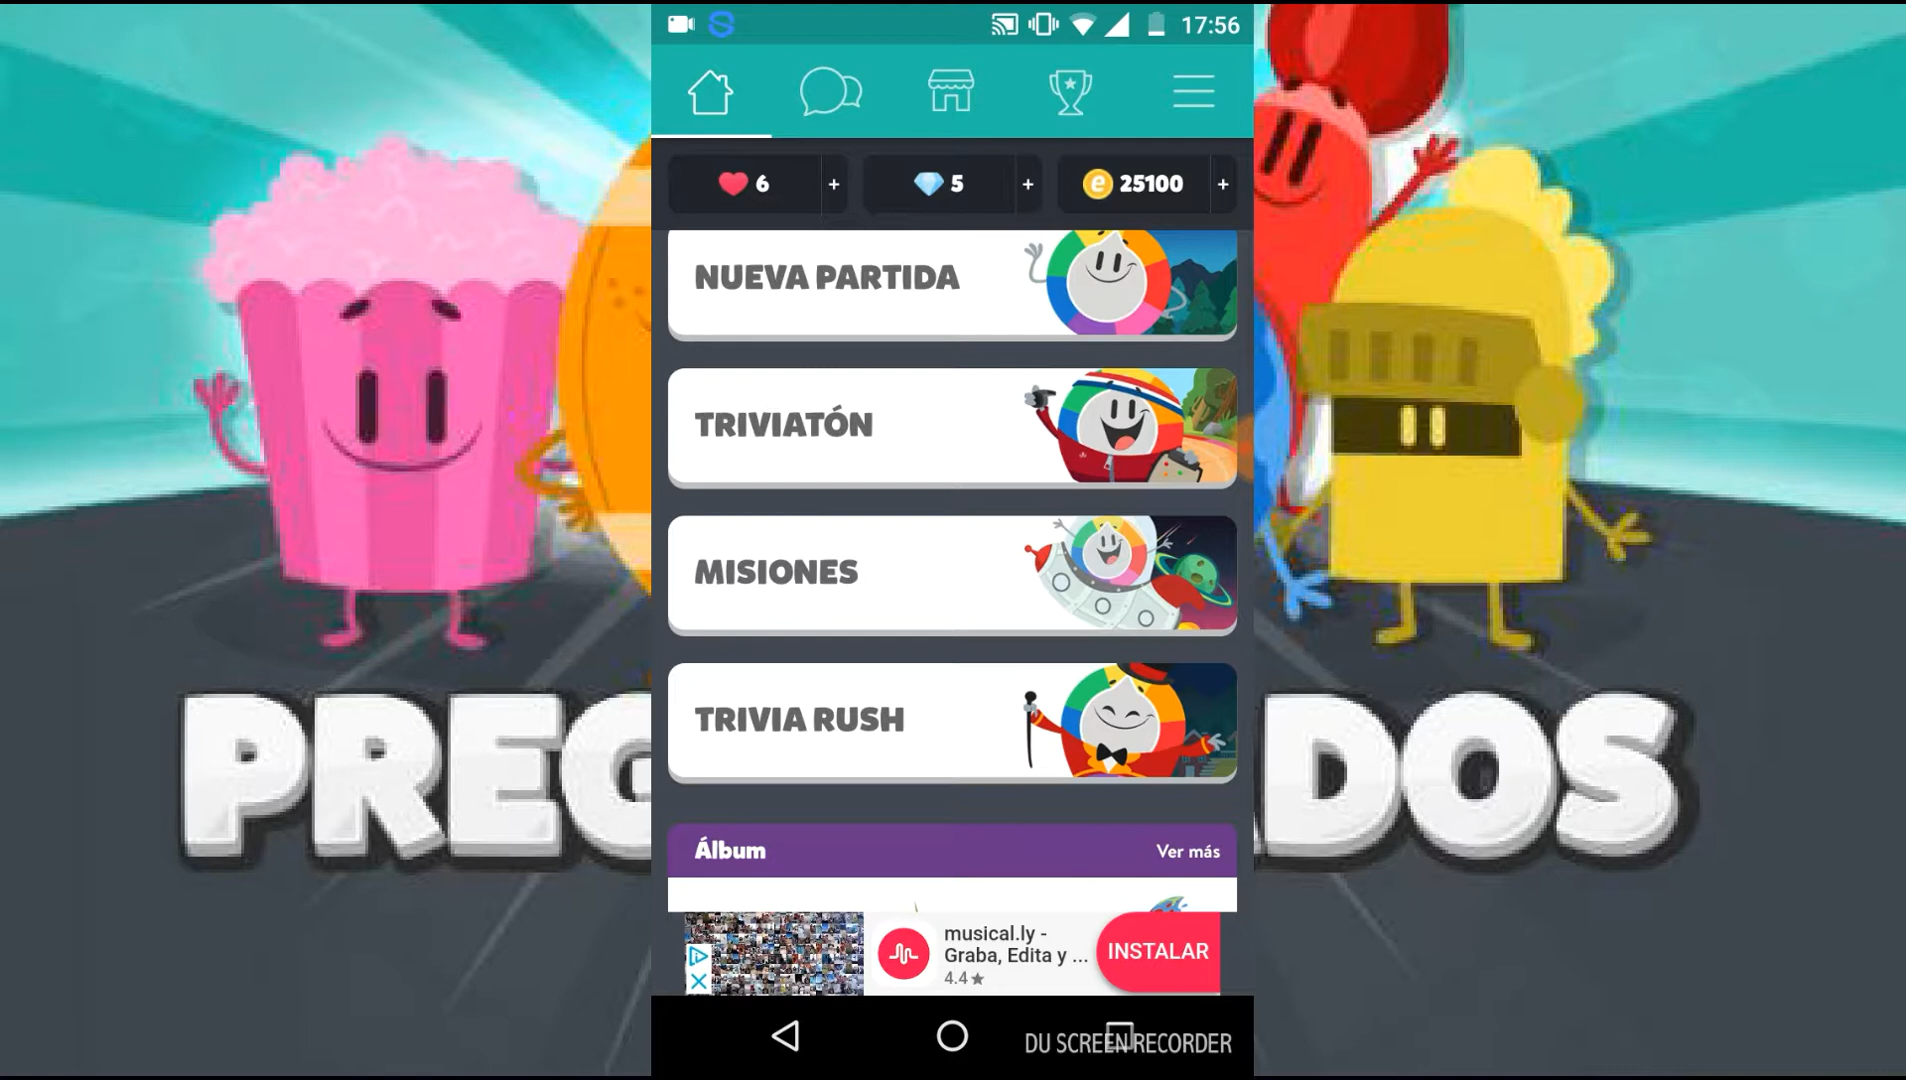 17:56
6 +
5 +
25100 +
NUEVA PARTIDA
TRIVIATÓN
MISIONES
TRIVIA RUSH
PREG
ADOS
Álbum
Ver más
musical.ly -
Graba, Edita y ...
4.4★
INSTALAR
DU SCREEN RECORDER